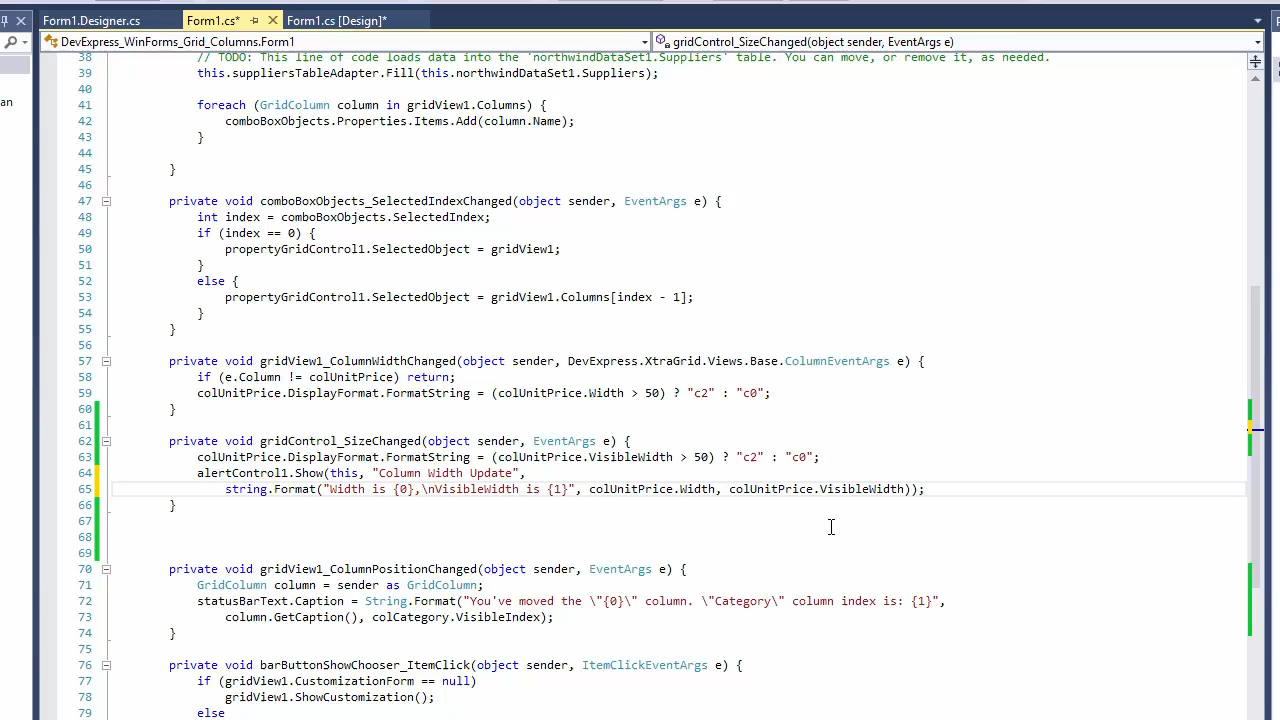 Form1.Designer.cs Form1.cs* Form1.cs [Design]*
DevExpress_WinForms_Grid_Columns.Form1 gridControl_SizeChanged(object sender, EventArgs e)
38 // TODO: This line of code loads data into the 'northwindDataSet1.Suppliers' table. You can move, or remove it, as needed.
39 this.suppliersTableAdapter.Fill(this.northwindDataSet1.Suppliers);
40
41 foreach (GridColumn column in gridView1.Columns) {
42 comboBoxObjects.Properties.Items.Add(column.Name);
43 }
44
45 }
46
47 private void comboBoxObjects_SelectedIndexChanged(object sender, EventArgs e) {
48 int index = comboBoxObjects.SelectedIndex;
49 if (index == 0) {
50 propertyGridControl1.SelectedObject = gridView1;
51 }
52 else {
53 propertyGridControl1.SelectedObject = gridView1.Columns[index - 1];
54 }
55 }
56
57 private void gridView1_ColumnWidthChanged(object sender, DevExpress.XtraGrid.Views.Base.ColumnEventArgs e) {
58 if (e.Column != colUnitPrice) return;
59 colUnitPrice.DisplayFormat.FormatString = (colUnitPrice.Width > 50) ? "c2" : "c0";
60 }
61
62 private void gridControl_SizeChanged(object sender, EventArgs e) {
63 colUnitPrice.DisplayFormat.FormatString = (colUnitPrice.VisibleWidth > 50) ? "c2" : "c0";
64 alertControl1.Show(this, "Column Width Update",
65 string.Format("Width is {0},\nVisibleWidth is {1}", colUnitPrice.Width, colUnitPrice.VisibleWidth));
66 }
67
68
69
70 private void gridView1_ColumnPositionChanged(object sender, EventArgs e) {
71 GridColumn column = sender as GridColumn;
72 statusBarText.Caption = String.Format("You've moved the \"{0}\" column. \"Category\" column index is: {1}",
73 column.GetCaption(), colCategory.VisibleIndex);
74 }
75
76 private void barButtonShowChooser_ItemClick(object sender, ItemClickEventArgs e) {
77 if (gridView1.CustomizationForm == null)
78 gridView1.ShowCustomization();
79 else
an